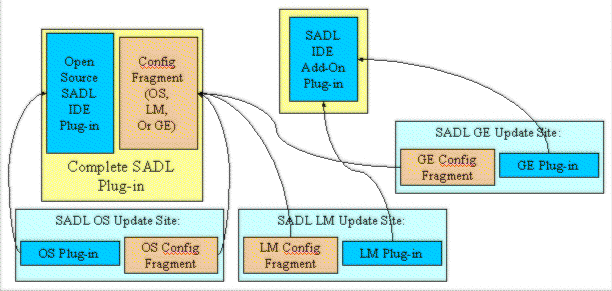 Open
Source
SADL
IDE
Plug-in
Config
Fragment
(OS,
LM,
Or GE)
Complete SADL
Plug-in
SADL
IDE
Add-On
Plug-in
SADL GE Update Site:
GE Config
Fragment
GE Plug-in
SADL OS Update Site:
OS Plug-in
OS Config
Fragment
SADL LM Update Site:
LM Config
Fragment
LM Plug-in